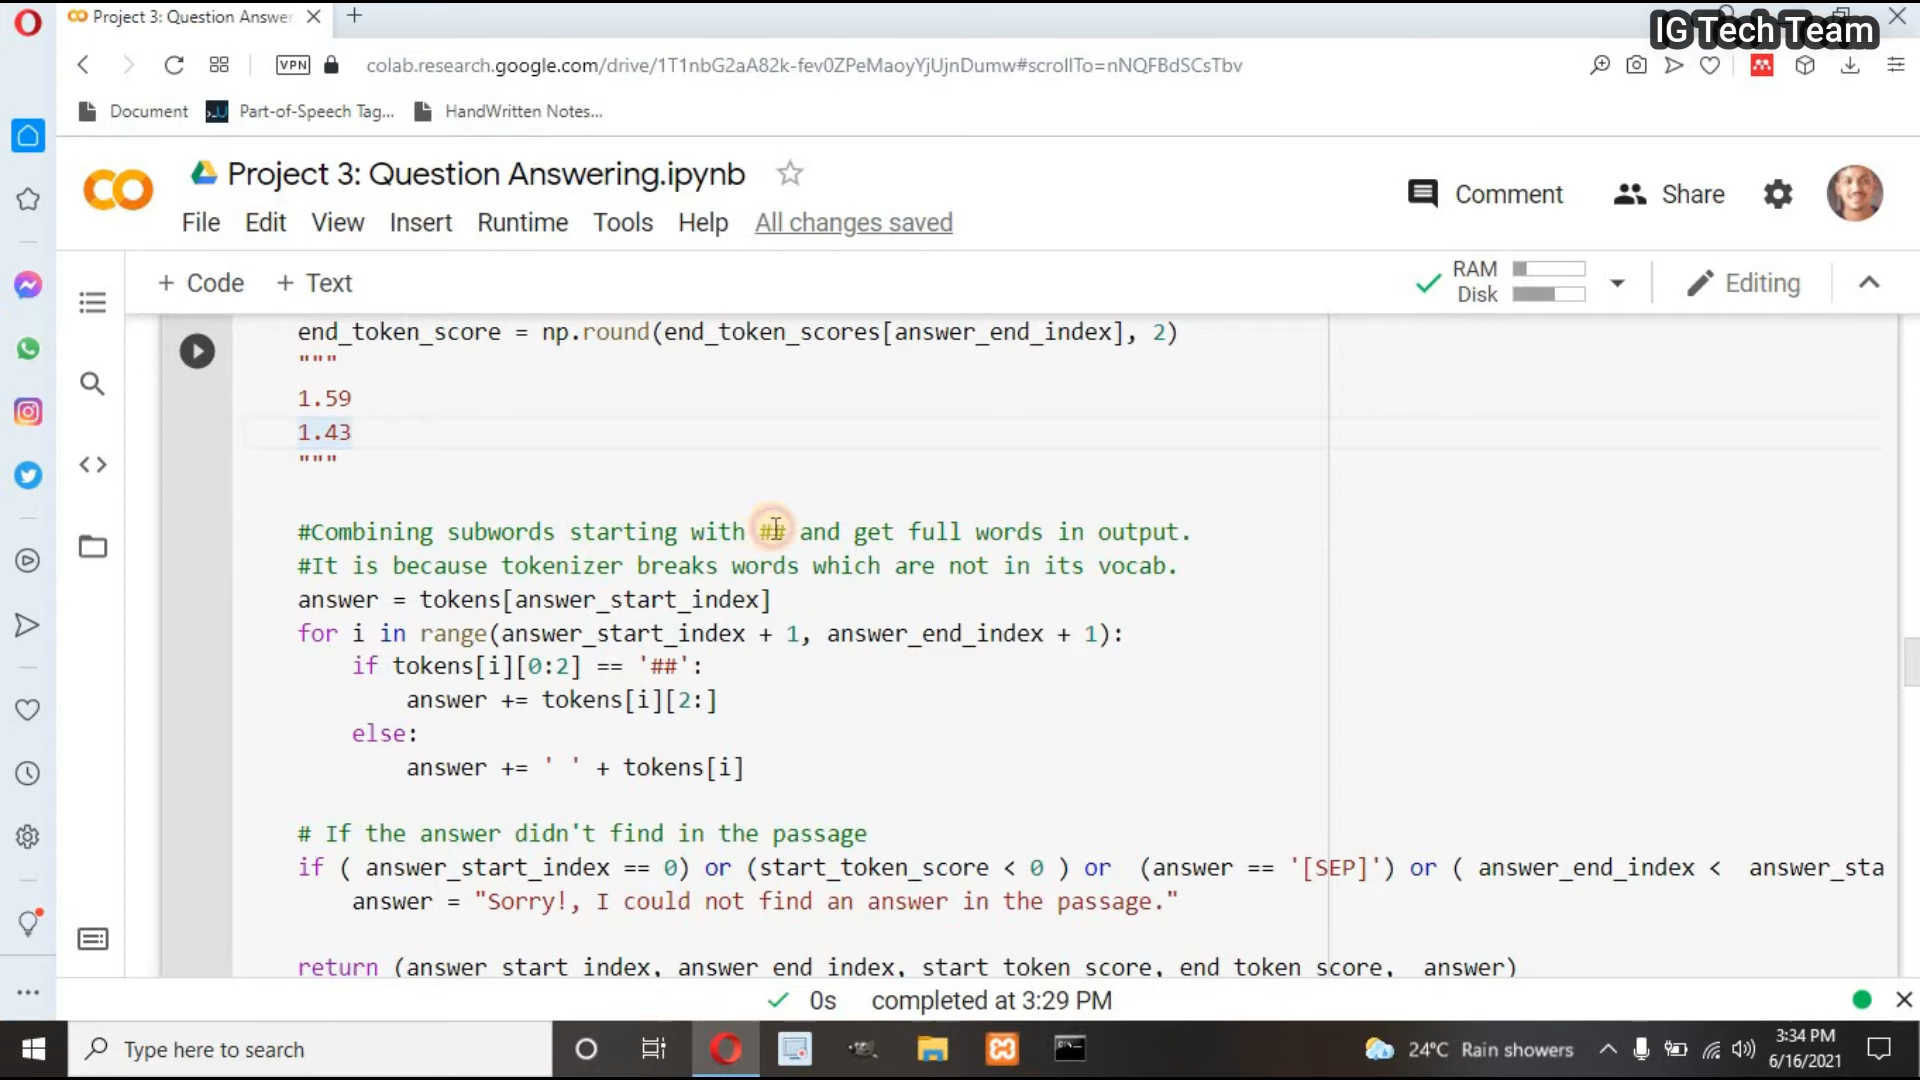 Project 3: Question Answer
IG Tech Team
VPN
colab.research.google.com/drive/1T1nbG2aA82k-fev0ZPeMaoyYjUjnDumw#scrollTo=nNQFBdSCsTbv
Document
Part-of-Speech Tag...
HandWritten Notes...
CO
Project 3: Question Answering.ipynb
Comment
Share
File Edit View Insert Runtime Tools Help All changes saved
+ Code + Text
RAM
Disk
Editing
end_token_score = np.round(end_token_scores[answer_end_index], 2)
"""
1.59
1.43
"""
#Combining subwords starting with ## and get full words in output.
#It is because tokenizer breaks words which are not in its vocab.
answer = tokens[answer_start_index]
for i in range(answer_start_index + 1, answer_end_index + 1):
if tokens[i][0:2] == '##':
answer += tokens[i][2:]
else:
answer += ' ' + tokens[i]
# If the answer didn't find in the passage
if ( answer_start_index == 0) or (start_token_score < 0 ) or (answer == '[SEP]') or ( answer_end_index < answer_sta
answer = "Sorry!, I could not find an answer in the passage."
return (answer_start_index, answer_end_index, start_token_score, end_token_score, answer)
0s completed at 3:29 PM
Type here to search
24°C Rain showers
3:34 PM
6/16/2021